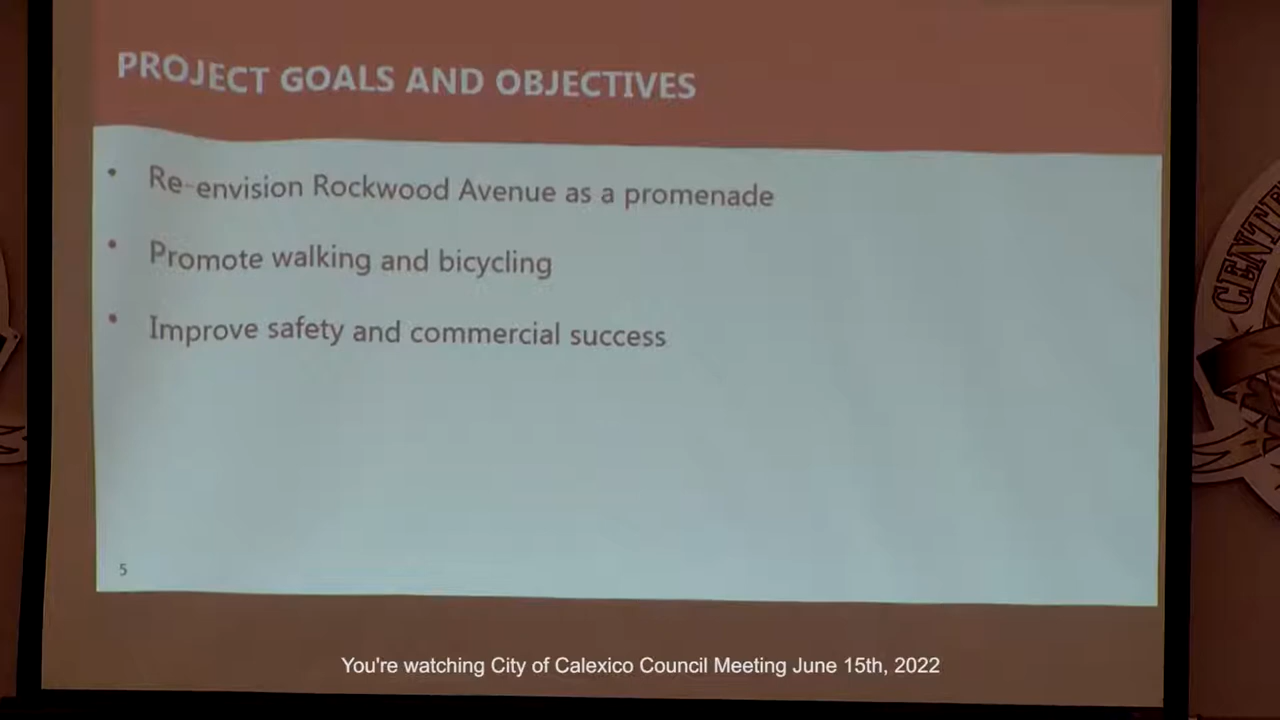 PROJECT GOALS AND OBJECTIVES
• Re-envision Rockwood Avenue as a promenade
• Promote walking and bicycling
• Improve safety and commercial success
5
You're watching City of Calexico Council Meeting June 15th, 2022